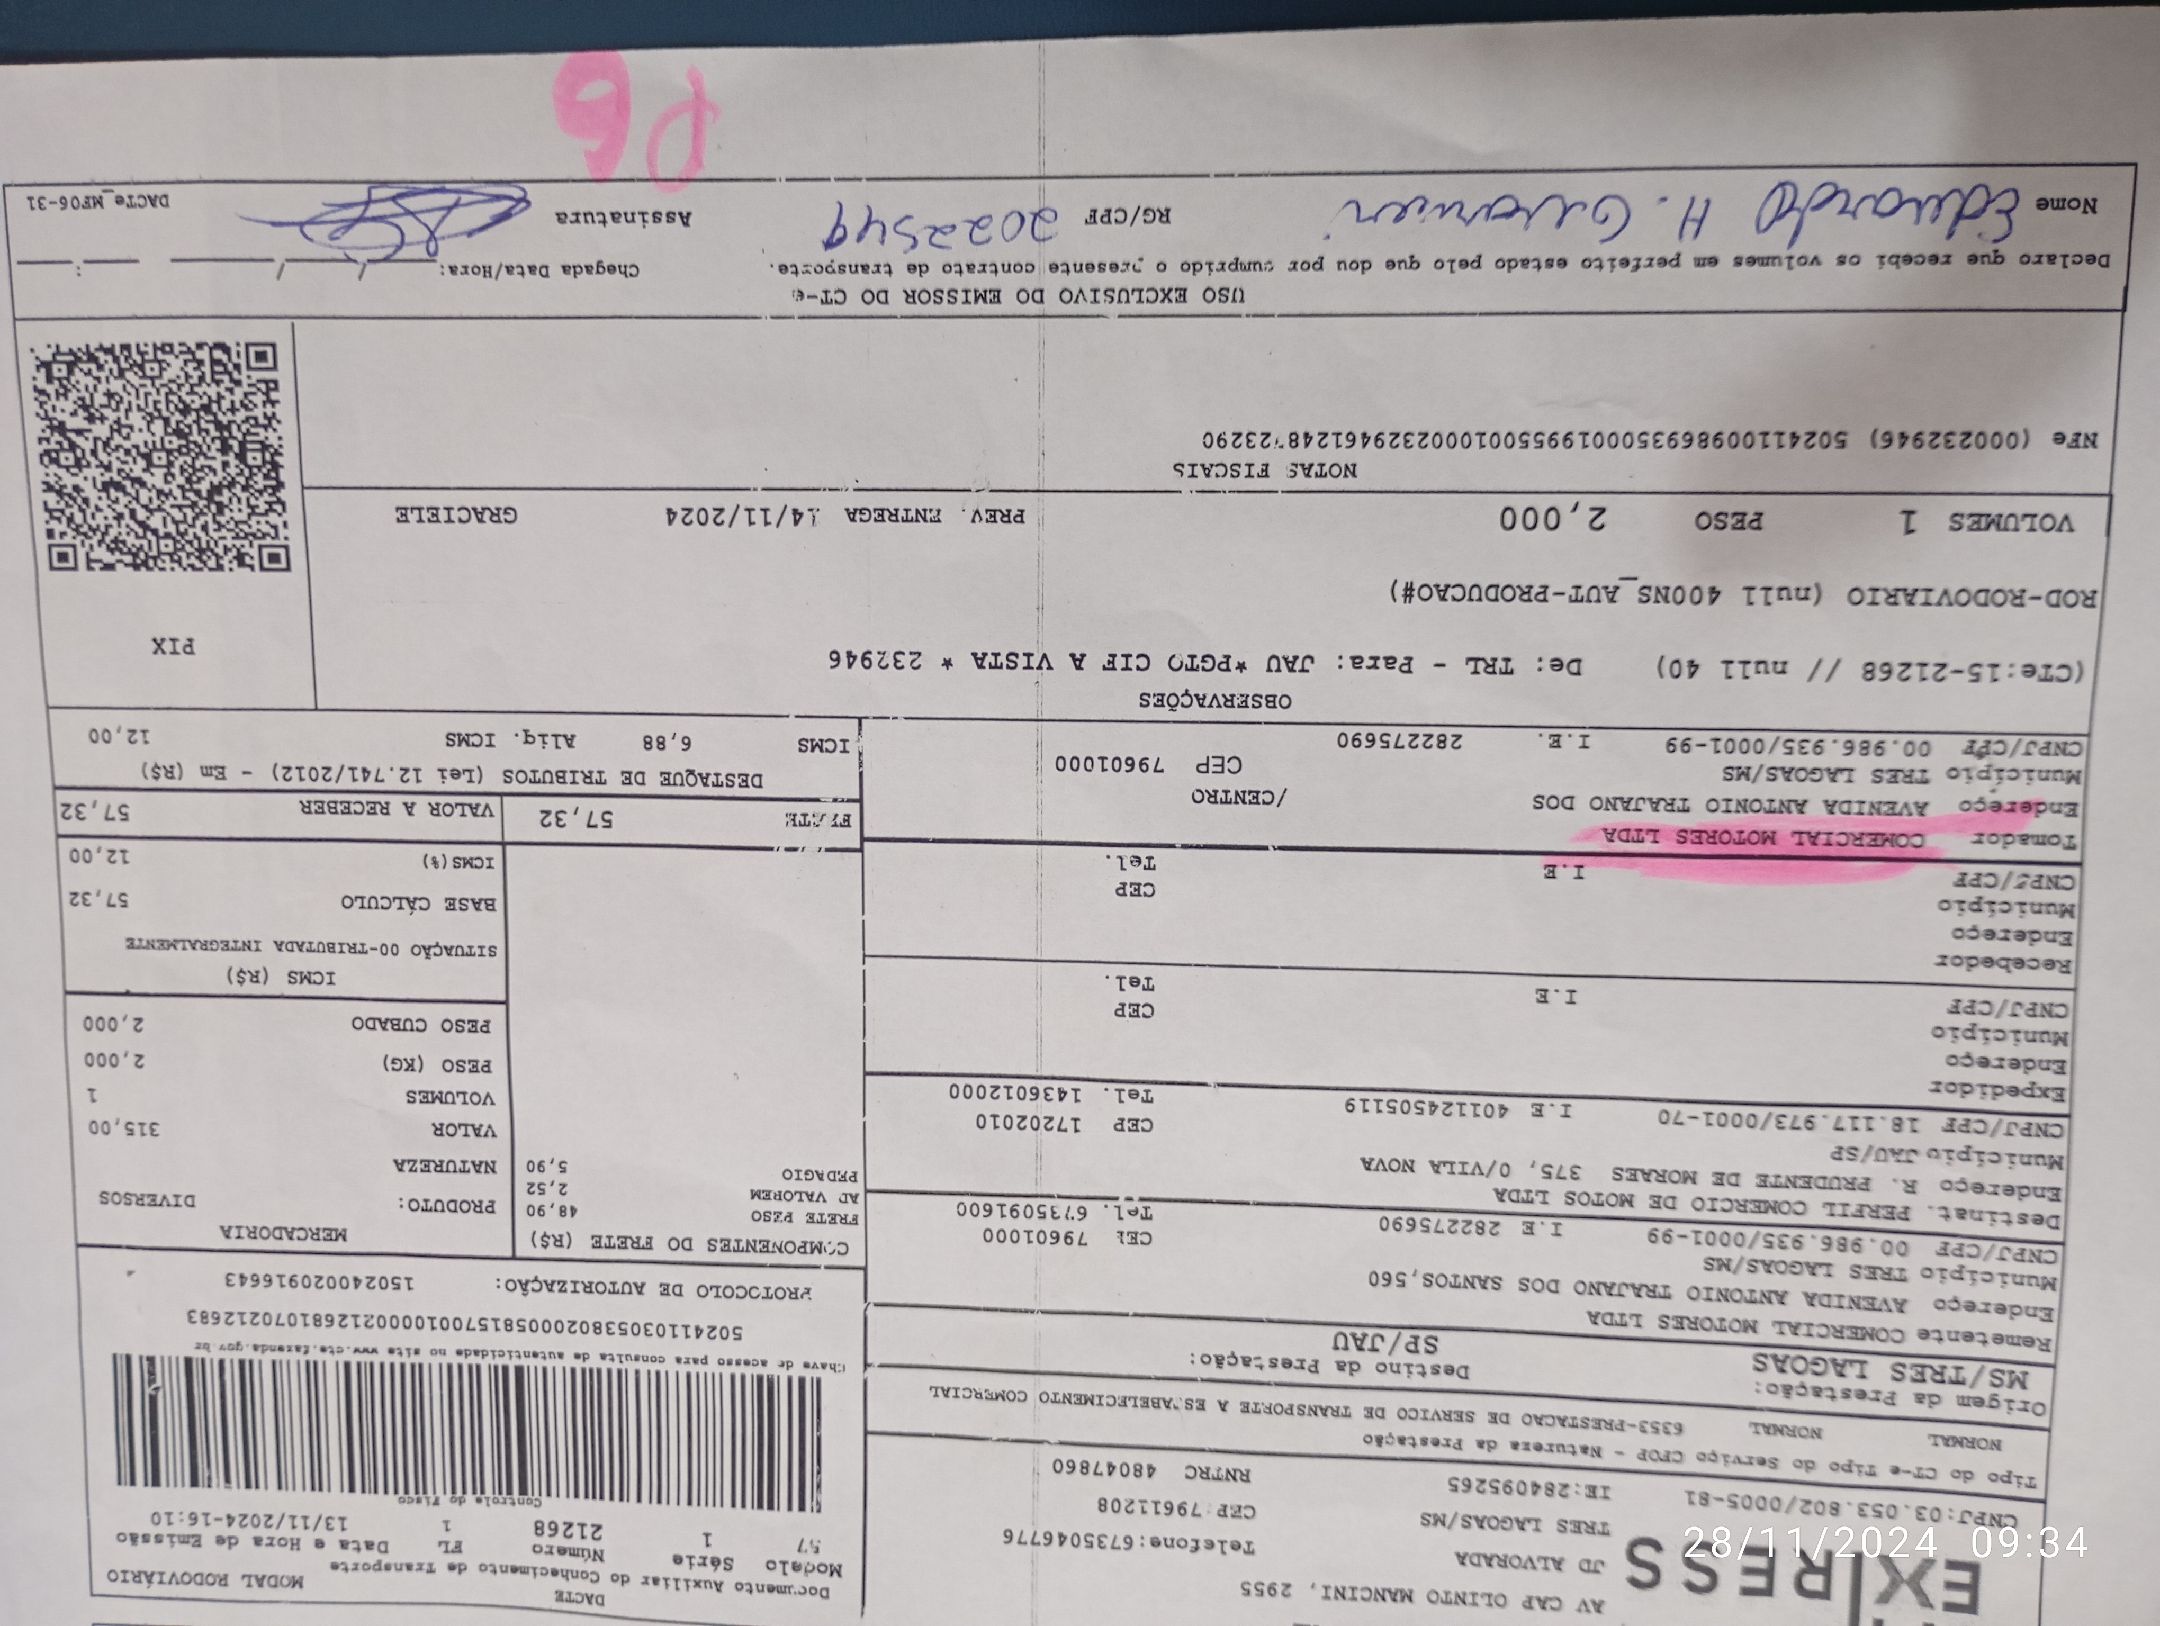 EX RESS
AV CAP OLINTO MANCINI, 2955
JD ALVORADA
TRES LAGOAS/MS
Telefone:6735046776
CEP:79611208
CNPJ:03.053.802/0005-81 IE:284095265 RNTRC 48047860
DACTE
Documento Auxiliar do Conhecimento de Transporte
MODAL RODOVIÁRIO
Modelo Série Número FL Data e Hora de Emissão
57 1 21268 1 13/11/2024-16:10
Controle do Fisco
Chave de acesso para consulta de autenticidade no site www.cte.fazenda.gov.br
50241103053802000581570010000212681070212683
PROTOCOLO DE AUTORIZAÇÃO: 150240020916643
Tipo do CT-e Tipo do Serviço CFOP - Natureza da Prestação
NORMAL NORMAL 6353-PRESTACAO DE SERVICO DE TRANSPORTE A ESTABELECIMENTO COMERCIAL
Origem da Prestação: Destino da Prestação:
MS/TRES LAGOAS SP/JAU
Remetente COMERCIAL MOTORES LTDA
Endereço AVENIDA ANTONIO TRAJANO DOS SANTOS,560
Município TRES LAGOAS/MS CEP 79601000
CNPJ/CPF 00.986.935/0001-99 I.E 282275690 Tel. 6735091600
Destinat. PERFIL COMERCIO DE MOTOS LTDA
Endereço R. PRUDENTE DE MORAES 375, 0/VILA NOVA
Município JAU/SP CEP 17202010
CNPJ/CPF 18.117.973/0001-70 I.E 401124505119 Tel. 1436012000
Expedidor
Endereço
Município CEP
CNPJ/CPF I.E Tel.
Recebedor
Endereço
Município CEP
CNPJ/CPF I.E Tel.
Tomador COMERCIAL MOTORES LTDA
Endereço AVENIDA ANTONIO TRAJANO DOS /CENTRO
Município TRES LAGOAS/MS CEP 79601000
CNPJ/CPF 00.986.935/0001-99 I.E. 282275690
COMPONENTES DO FRETE (R$)
FRETE PESO 48,90
AD VALOREM 2,52
PEDAGIO 5,90
MERCADORIA
PRODUTO: DIVERSOS
NATUREZA
VALOR 315,00
VOLUMES 1
PESO (KG) 2,000
PESO CUBADO 2,000
ICMS (R$)
SITUAÇÃO 00-TRIBUTADA INTEGRALMENTE
BASE CÁLCULO 57,32
ICMS(%) 12,00
FRETE 57,32 VALOR A RECEBER 57,32
DESTAQUE DE TRIBUTOS (Lei 12.741/2012) - Em (R$)
ICMS 6,88 Aliq. ICMS 12,00
OBSERVAÇÕES
(CTe:15-21268 // null 40) De: TRL - Para: JAU *PGTO CIF A VISTA * 232946
ROD-RODOVIARIO (null 400NS_AUT-PRODUCAO#)
PIX
VOLUMES 1 PESO 2,000 PREV. ENTREGA 14/11/2024 GRACIELE
NOTAS FISCAIS
NFe (000232946)
USO EXCLUSIVO DO EMISSOR DO CT-e
Declaro que recebi os volumes em perfeito estado pelo que dou por cumprido o presente contrato de transporte.
Chegada Data/Hora: / / :
Nome Eduardo H. RG/CPF 2022549 Assinatura
DACTe_MF06-31
P6
28/11/2024 09:34